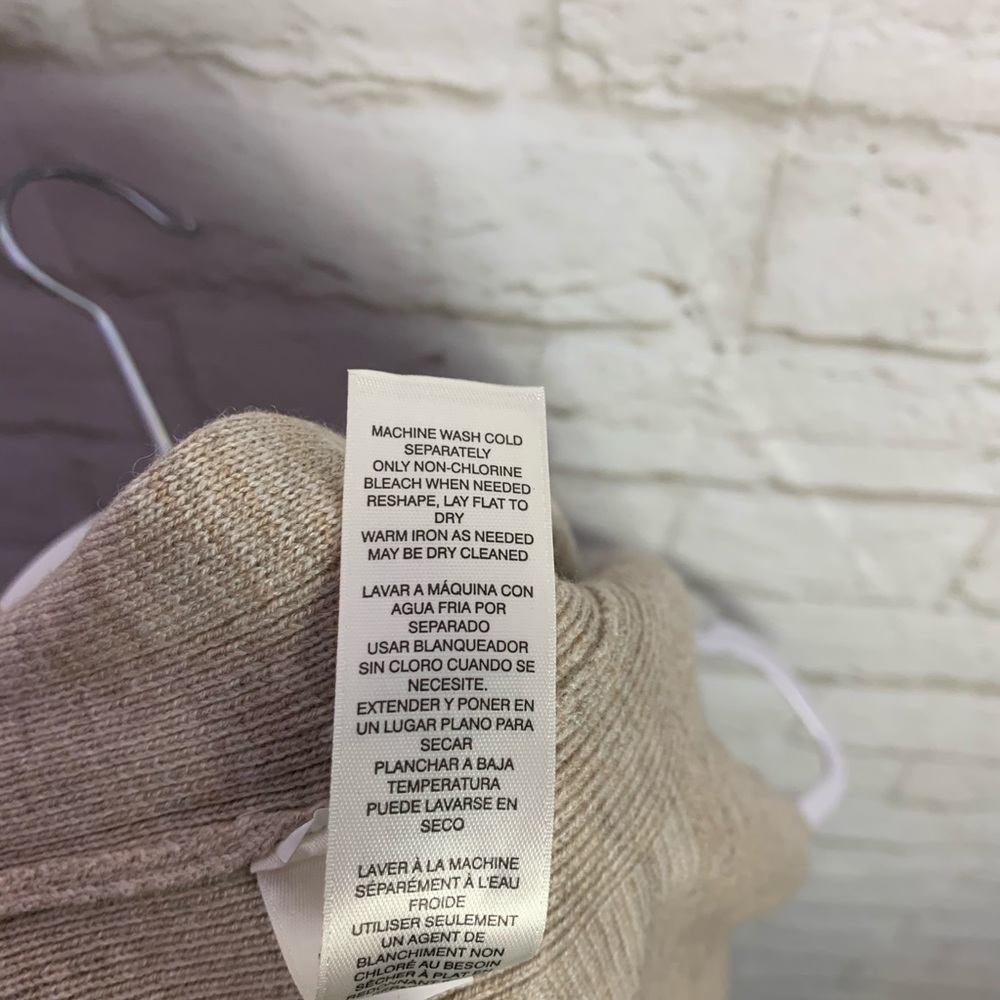 MACHINE WASH COLD
SEPARATELY
ONLY NON-CHLORINE
BLEACH WHEN NEEDED
RESHAPE, LAY FLAT TO
DRY
WARM IRON AS NEEDED
MAY BE DRY CLEANED
LAVAR A MÁQUINA CON
AGUA FRIA POR
SEPARADO
USAR BLANQUEADOR
SIN CLORO CUANDO SE
NECESITE.
EXTENDER Y PONER EN
UN LUGAR PLANO PARA
SECAR
PLANCHAR A BAJA
TEMPERATURA
PUEDE LAVARSE EN
SECO
LAVER À LA MACHINE
SÉPARÉMENT À L'EAU
FROIDE
UTILISER SEULEMENT
UN AGENT DE
BLANCHIMENT NON
CHLORÉ AU BESOIN
SÉCHER À PLAT